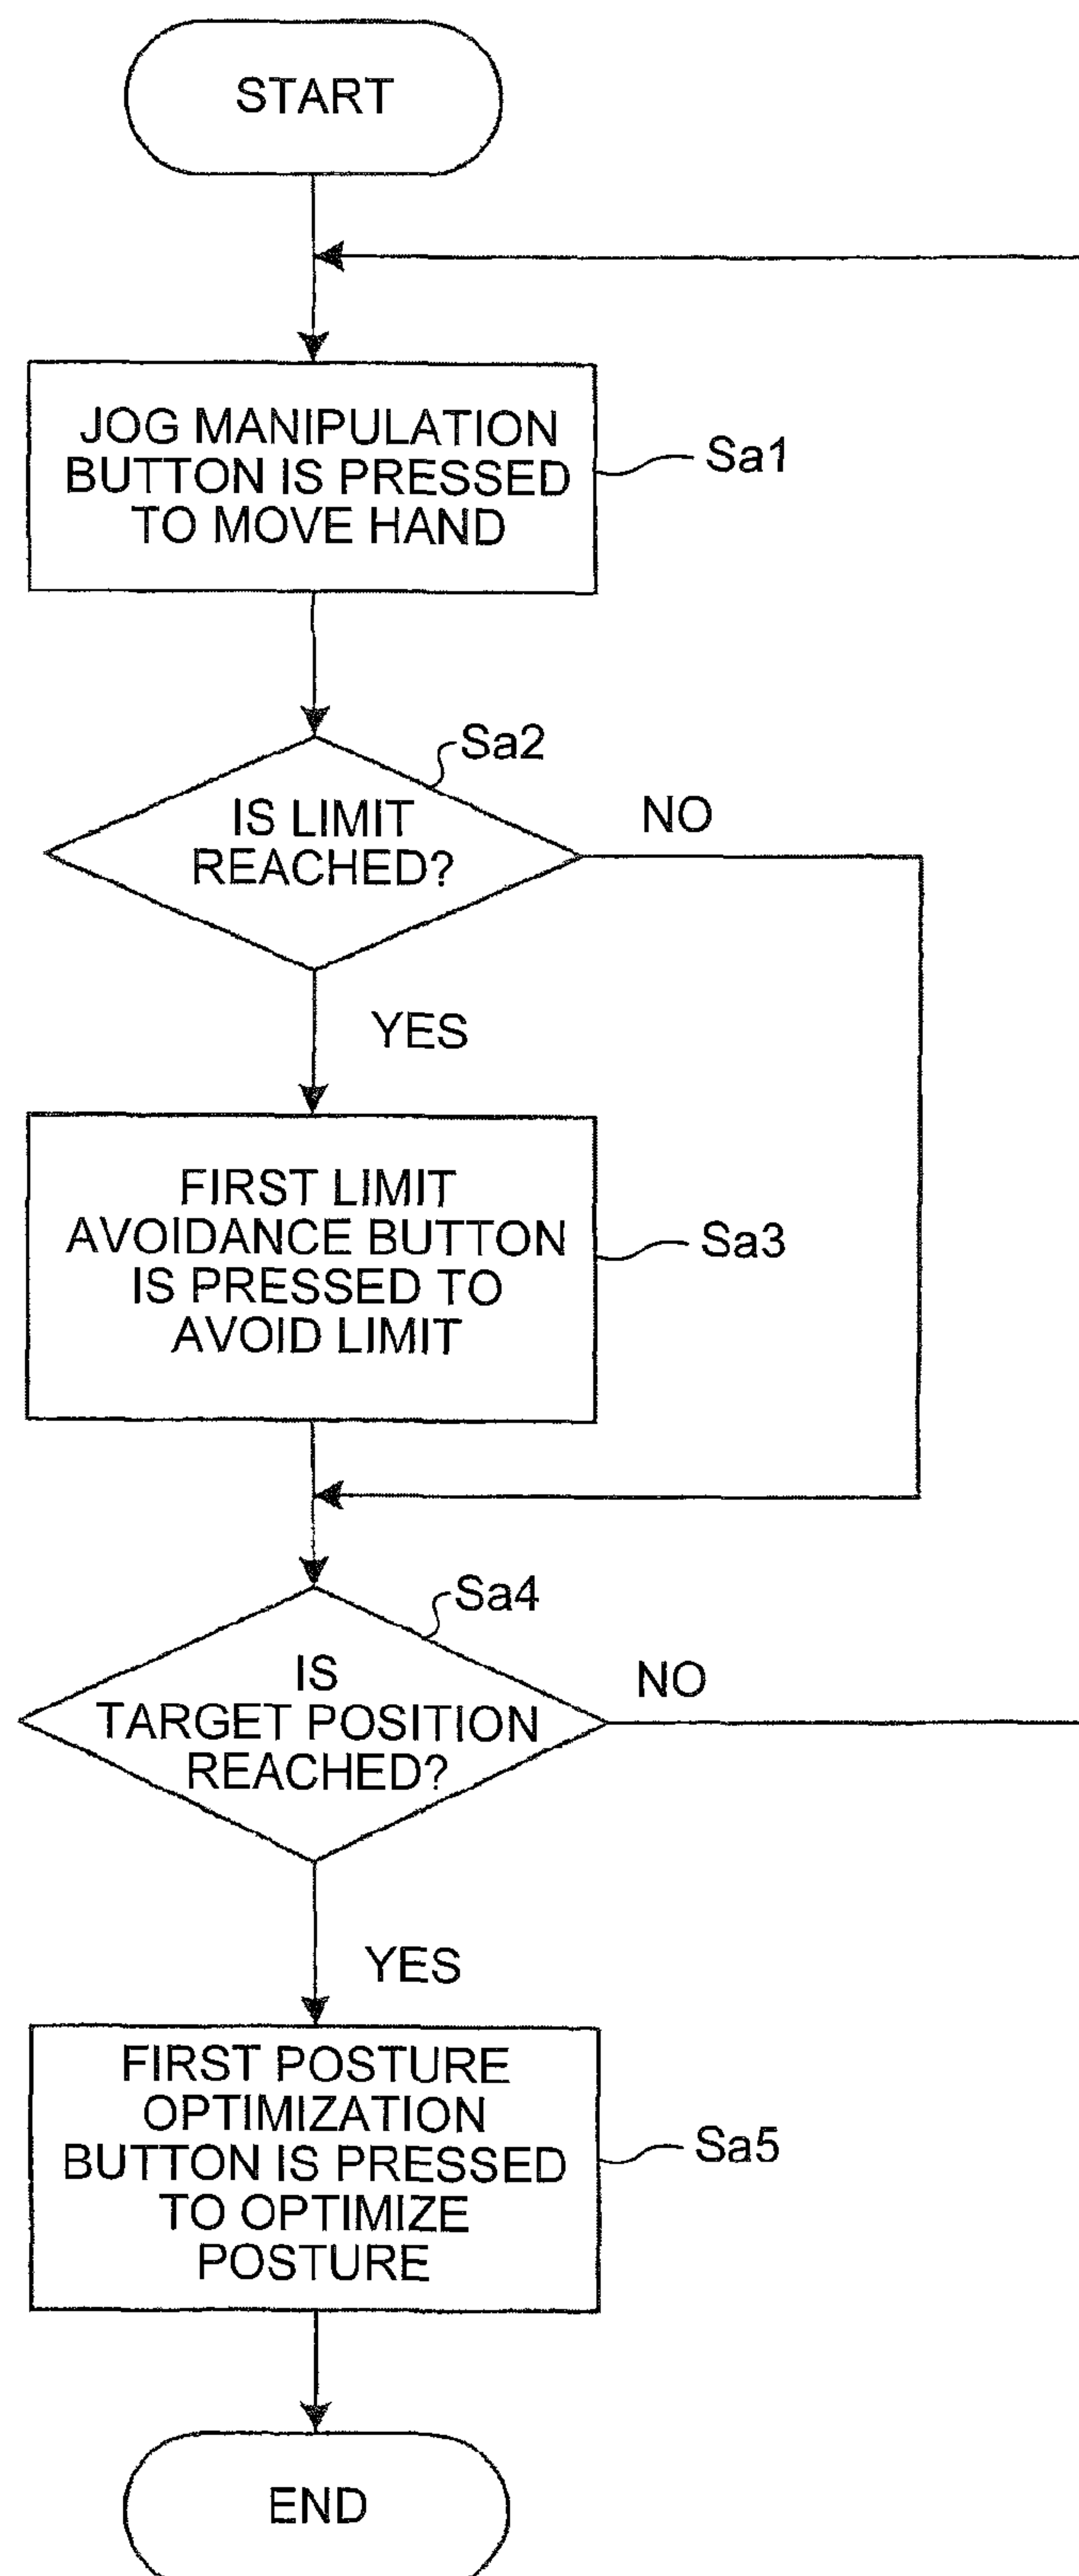 START
JOG MANIPULATION
BUTTON IS PRESSED
TO MOVE HAND
Sa1
Sa2
IS LIMIT
REACHED?
NO
YES
FIRST LIMIT
AVOIDANCE BUTTON
IS PRESSED TO
AVOID LIMIT
Sa3
Sa4
IS
TARGET POSITION
REACHED?
NO
YES
FIRST POSTURE
OPTIMIZATION
BUTTON IS PRESSED
TO OPTIMIZE
POSTURE
Sa5
END